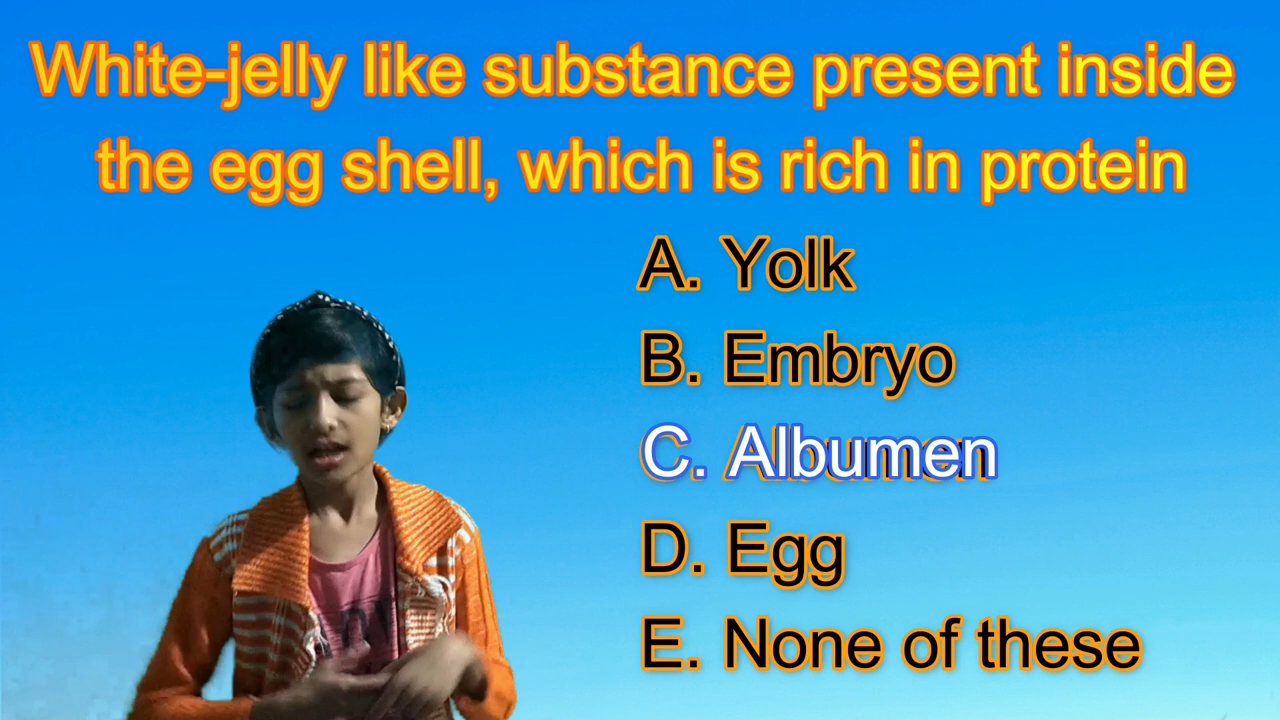 White-jelly like substance present inside
the egg shell, which is rich in protein
A. Yolk
B. Embryo
C. Albumen
D. Egg
E. None of these